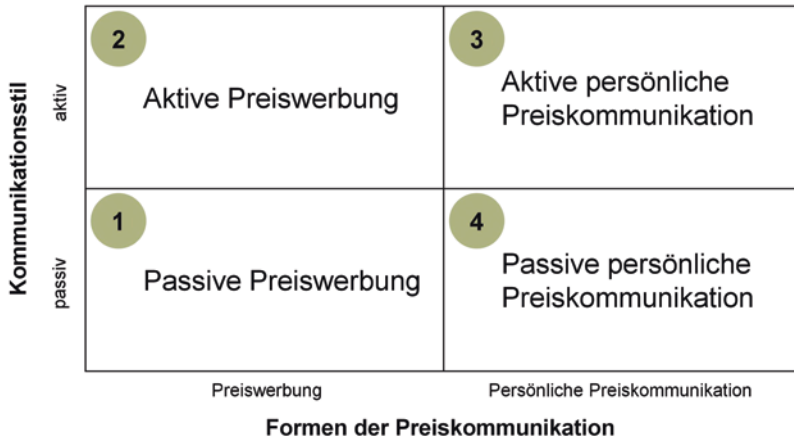 2
Aktive Preiswerbung
3
Aktive persönliche
Preiskommunikation
1
Passive Preiswerbung
4
Passive persönliche
Preiskommunikation
Kommunikationsstil
aktiv
passiv
Preiswerbung
Persönliche Preiskommunikation
Formen der Preiskommunikation